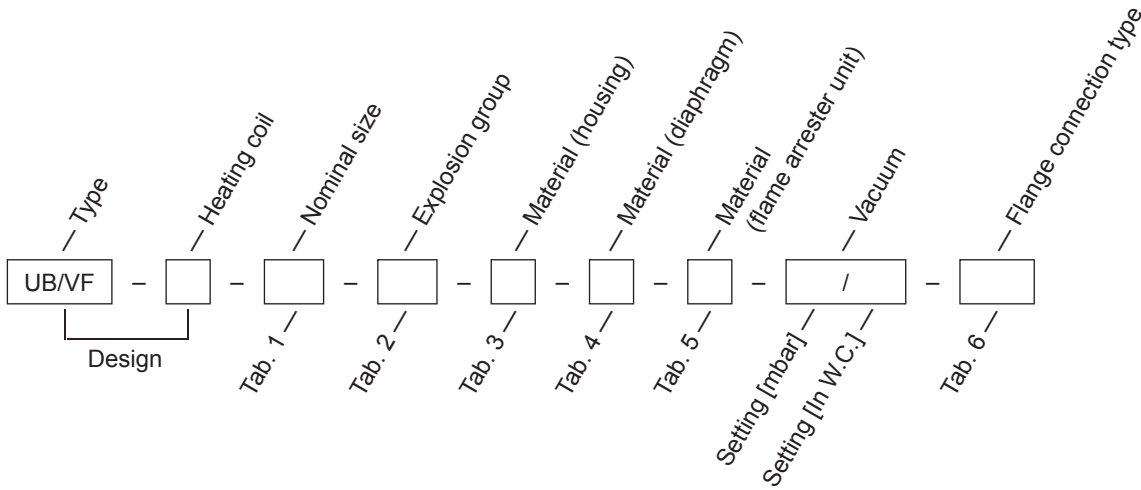 Type
Heating coil
Nominal size
Explosion group
Material (housing)
Material (diaphragm)
Material
(flame arrester unit)
Vacuum
Flange connection type
UB/VF – – – – – – – / –
Design
Tab. 1
Tab. 2
Tab. 3
Tab. 4
Tab. 5
Setting [mbar]
Setting [In W.C.]
Tab. 6